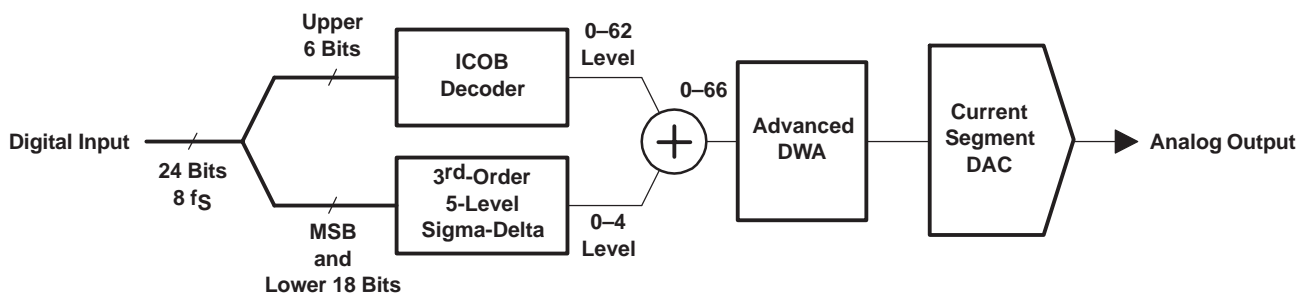 Upper
6 Bits
ICOB
Decoder
0–62
Level
0–66
Digital Input
24 Bits
8 fS
Advanced
DWA
Current
Segment
DAC
Analog Output
3rd-Order
5-Level
Sigma-Delta
0–4
Level
MSB
and
Lower 18 Bits
+